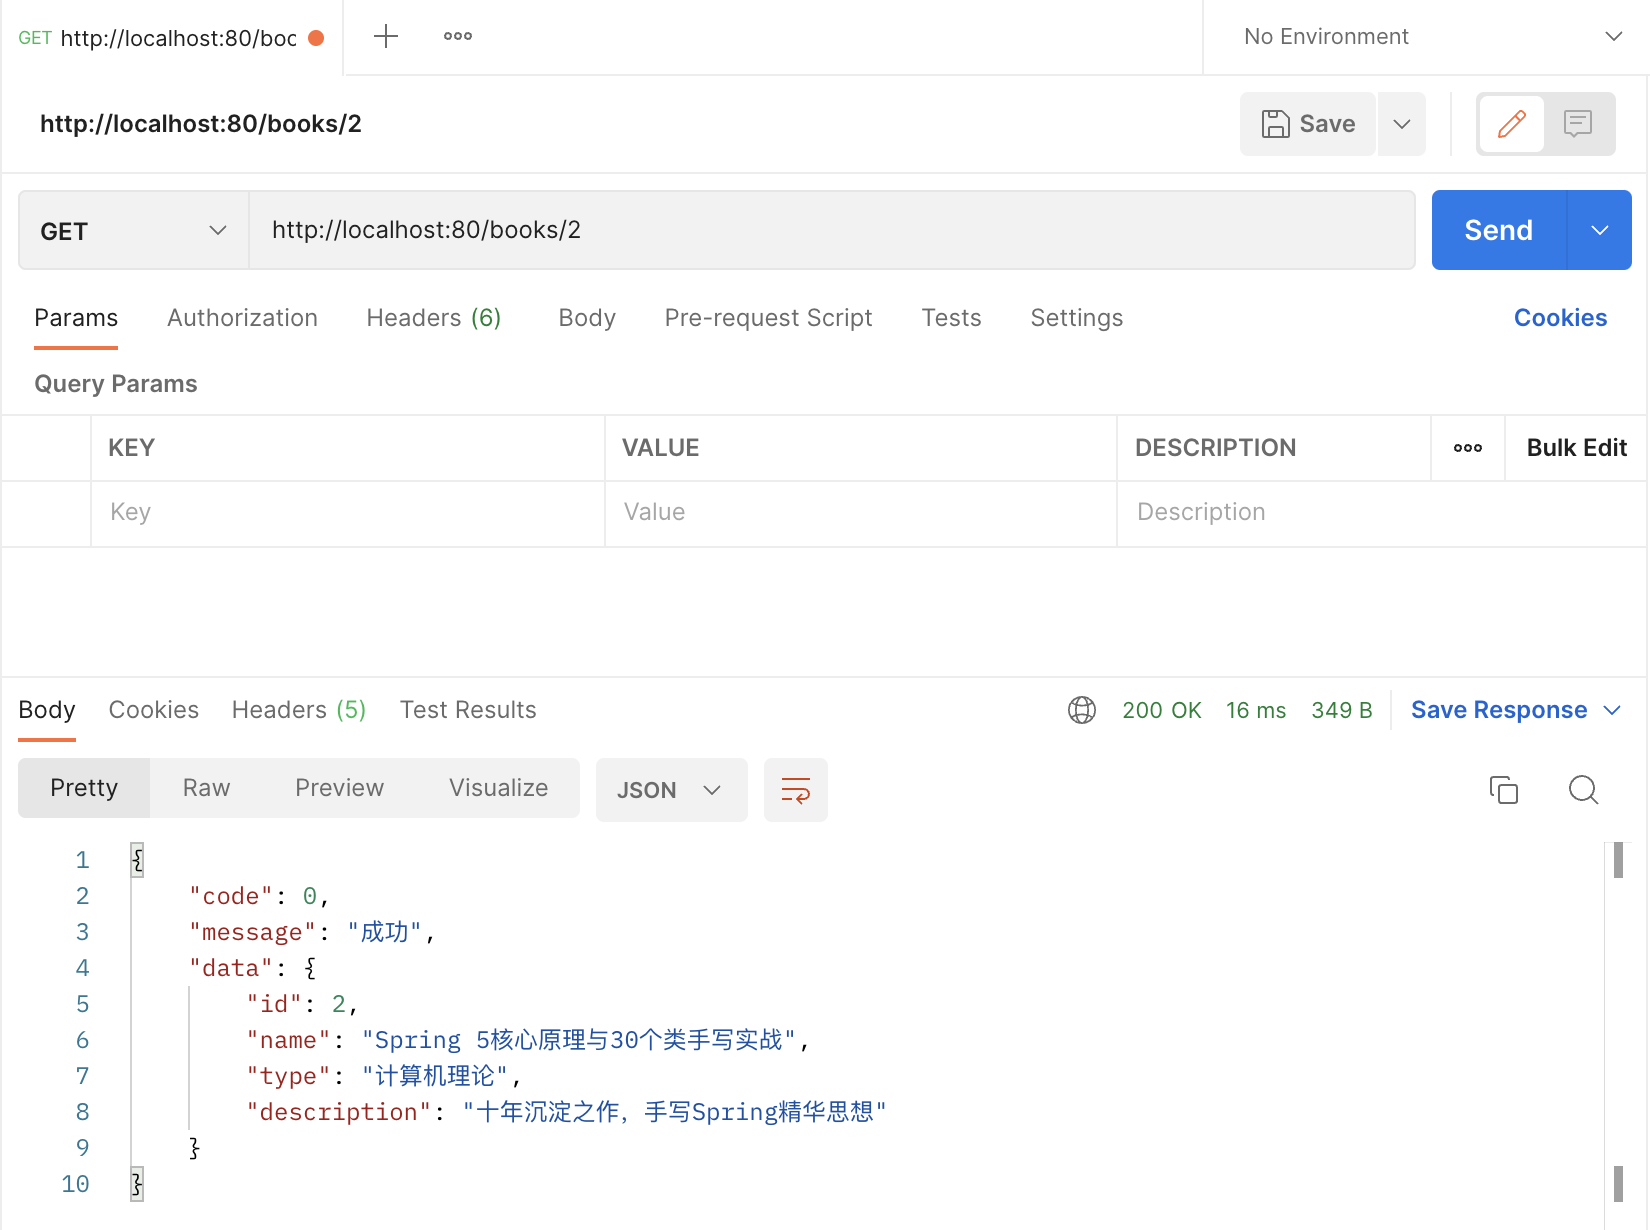 GET http://localhost:80/boo
No Environment
http://localhost:80/books/2
Save
GET
http://localhost:80/books/2
Send
Params Authorization Headers (6) Body Pre-request Script Tests Settings Cookies
Query Params
KEY VALUE DESCRIPTION ooo Bulk Edit
Key Value Description
Body Cookies Headers (5) Test Results 200 OK 16 ms 349 B Save Response
Pretty Raw Preview Visualize JSON
1 {
2 "code": 0,
3 "message": "成功",
4 "data": {
5 "id": 2,
6 "name": "Spring 5核心原理与30个类手写实战",
7 "type": "计算机理论",
8 "description": "十年沉淀之作，手写Spring精华思想"
9 }
10 }